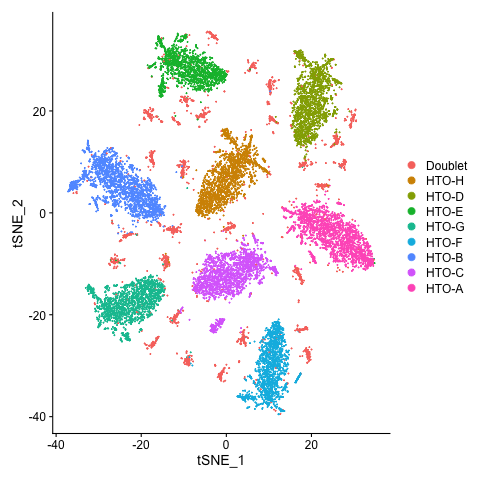 20
0
-20
-40
tSNE_2
-40 -20 0 20
tSNE_1
Doublet
HTO-H
HTO-D
HTO-E
HTO-G
HTO-F
HTO-B
HTO-C
HTO-A